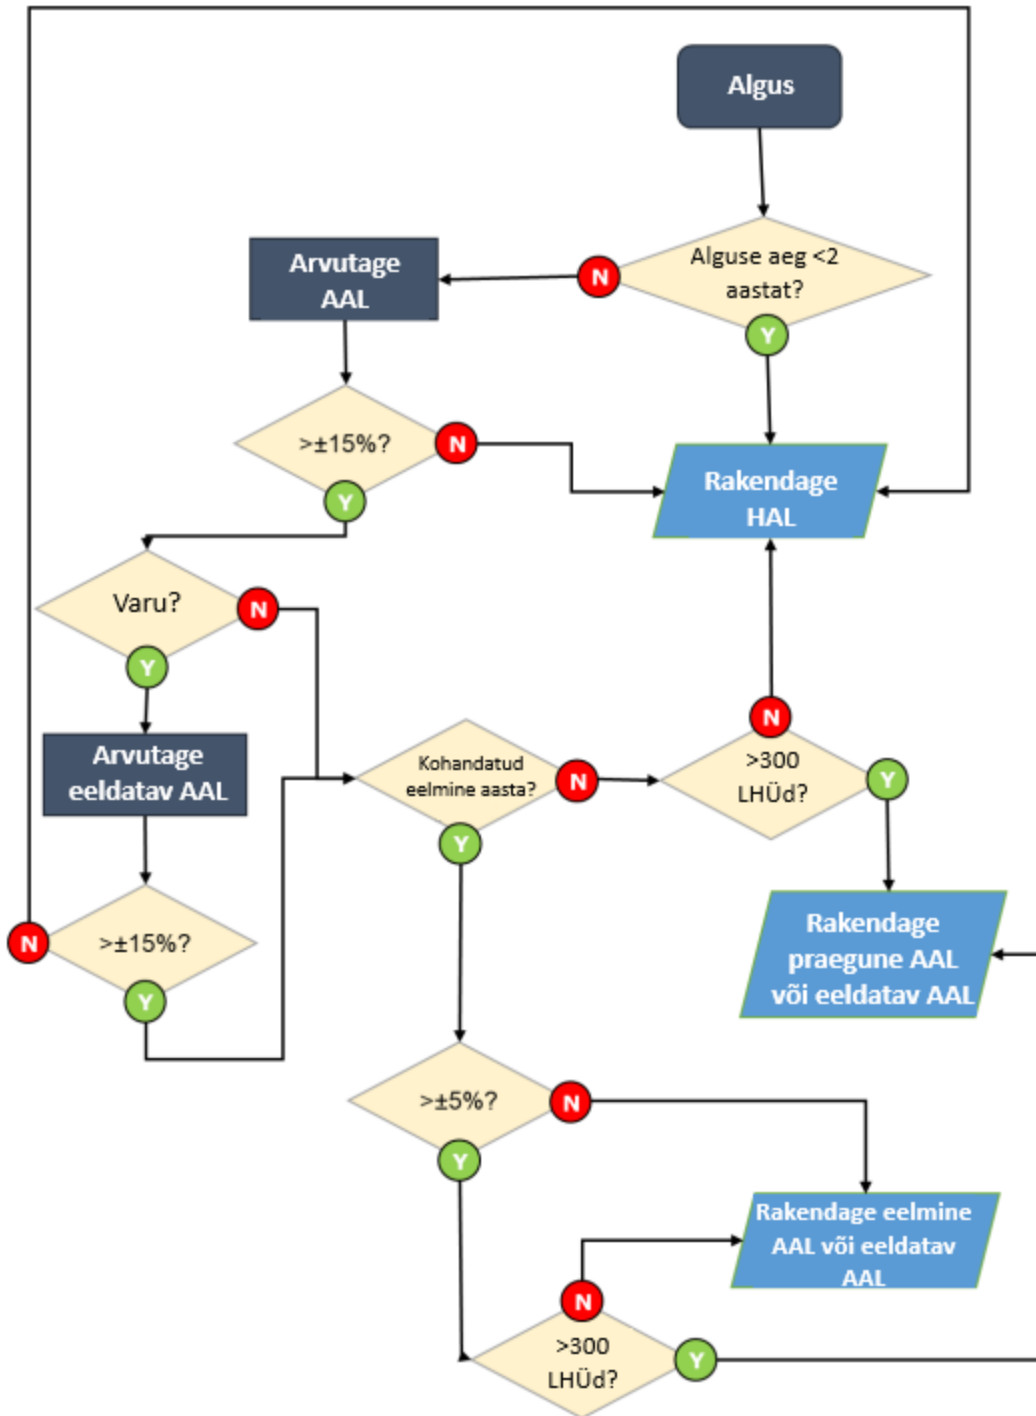 Algus
Alguse aeg <2
aastat?
N
Y
Arvutage
AAL
>±15%?
N
Y
Rakendage
HAL
Varu?
N
Y
Arvutage
eeldatav AAL
>±15%?
N
Y
Kohandatud
eelmine aasta?
N
Y
N
>300
LHÜd?
Y
Rakendage
praegune AAL
või eeldatav AAL
>±5%?
N
Y
Rakendage eelmine
AAL või eeldatav
AAL
N
>300
LHÜd?
Y